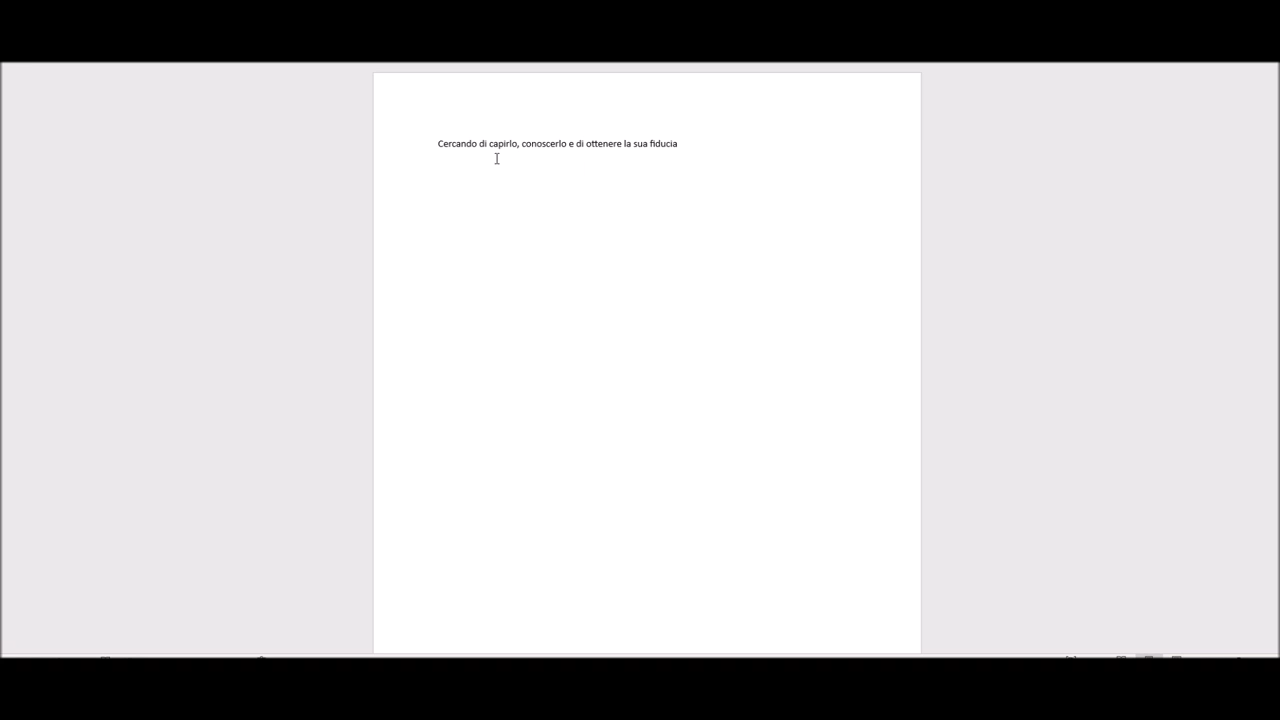 Cercando di capirlo, conoscerlo e di ottenere la sua fiducia